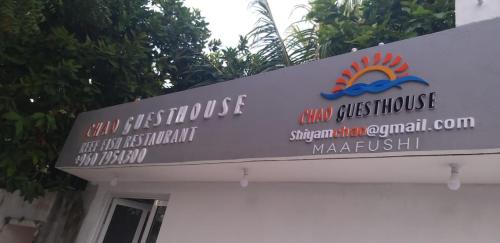 CHAO GUESTHOUSE
REEF FISH RESTAURANT
+960 7954300
CHAO GUESTHOUSE
Shiyamchao@gmail.com
MAAFUSHI